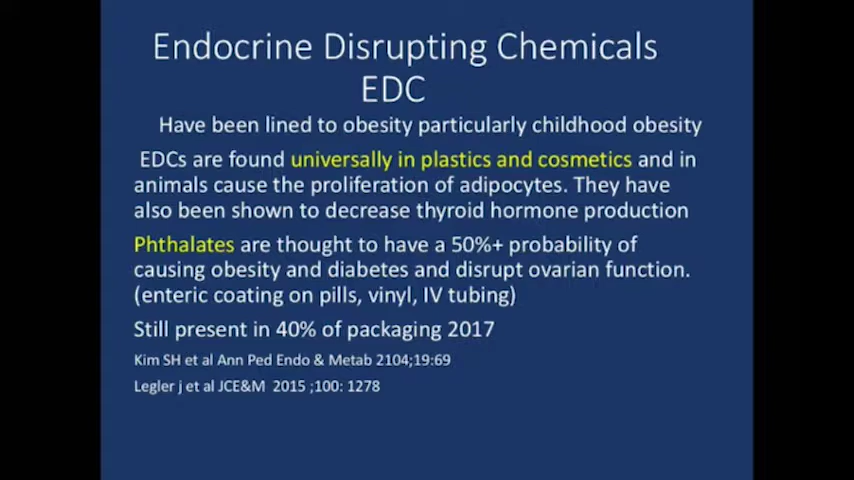 Endocrine Disrupting Chemicals
EDC
Have been lined to obesity particularly childhood obesity
EDCs are found universally in plastics and cosmetics and in
animals cause the proliferation of adipocytes. They have
also been shown to decrease thyroid hormone production
Phthalates are thought to have a 50%+ probability of
causing obesity and diabetes and disrupt ovarian function.
(enteric coating on pills, vinyl, IV tubing)
Still present in 40% of packaging 2017
Kim SH et al Ann Ped Endo & Metab 2104;19:69
Legler j et al JCE&M  2015 ;100: 1278